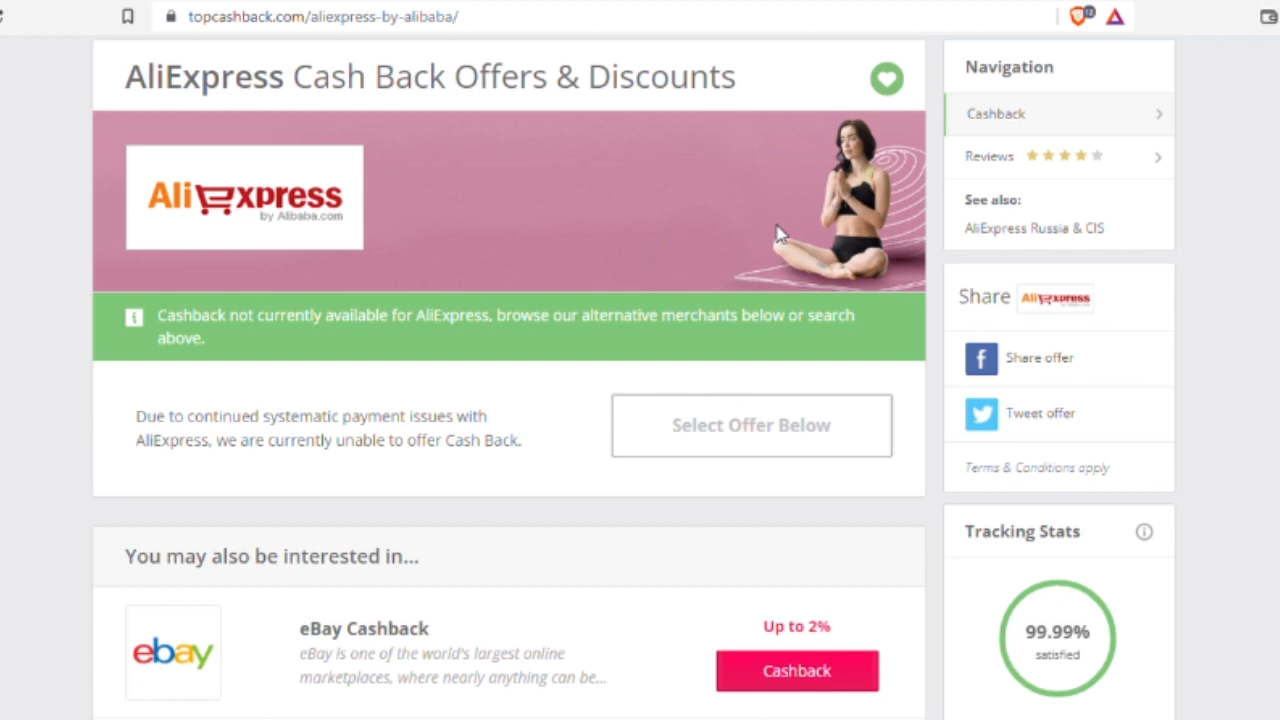 topcashback.com/aliexpress-by-alibaba/
12
AliExpress Cash Back Offers & Discounts
AliExpress
by Alibaba.com
Cashback not currently available for AliExpress, browse our alternative merchants below or search
above.
Due to continued systematic payment issues with
AliExpress, we are currently unable to offer Cash Back.
Select Offer Below
You may also be interested in...
ebay
eBay Cashback
eBay is one of the world's largest online
marketplaces, where nearly anything can be...
Up to 2%
Cashback
Navigation
Cashback
Reviews
See also:
AliExpress Russia & CIS
Share AliExpress
f Share offer
Tweet offer
Terms & Conditions apply
Tracking Stats
99.99%
satisfied